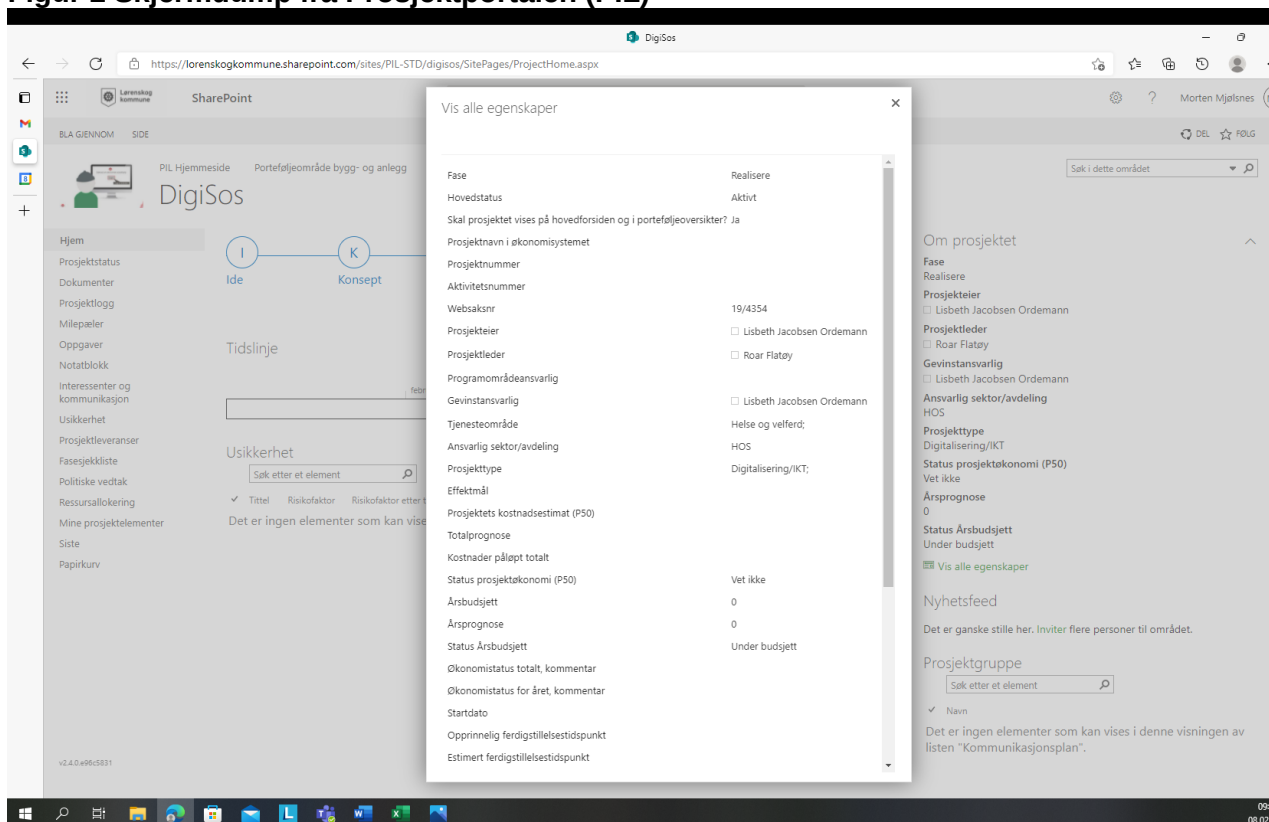 Figur 2 Skjermdump fra Prosjektportalen (PIL)
DigiSos
https://lorenskogkommune.sharepoint.com/sites/PIL-STD/digisos/SitePages/ProjectHome.aspx
Lørenskog kommune
SharePoint
Morten Mjølsnes
BLA GJENNOM SIDE
DEL FØLG
PIL Hjemmeside Porteføljeområde bygg- og anlegg
DigiSos
Søk i dette området
Hjem
Prosjektstatus
Dokumenter
Prosjektlogg
Milepæler
Oppgaver
Notatblokk
Interessenter og
kommunikasjon
Usikkerhet
Prosjektleveranser
Fasesjekkliste
Politiske vedtak
Ressursallokering
Mine prosjektelementer
Siste
Papirkurv
v2.4.0.e96c5831
I K
Ide Konsept
Tidslinje
febr
Usikkerhet
Søk etter et element
Tittel Risikofaktor Risikofaktor etter t
Det er ingen elementer som kan vise
Vis alle egenskaper
Fase Realisere
Hovedstatus Aktivt
Skal prosjektet vises på hovedforsiden og i porteføljeoversikter? Ja
Prosjektnavn i økonomisystemet
Prosjektnummer
Aktivitetsnummer
Websaksnr 19/4354
Prosjekteier Lisbeth Jacobsen Ordemann
Prosjektleder Roar Flatøy
Programområdeansvarlig
Gevinstansvarlig Lisbeth Jacobsen Ordemann
Tjenesteområde Helse og velferd;
Ansvarlig sektor/avdeling HOS
Prosjekttype Digitalisering/IKT;
Effektmål
Prosjektets kostnadsestimat (P50)
Totalprognose
Kostnader påløpt totalt
Status prosjektøkonomi (P50) Vet ikke
Årsbudsjett 0
Årsprognose 0
Status Årsbudsjett Under budsjett
Økonomistatus totalt, kommentar
Økonomistatus for året, kommentar
Startdato
Opprinnelig ferdigstillelsestidspunkt
Estimert ferdigstillelsestidspunkt
Om prosjektet
Fase
Realisere
Prosjekteier
Lisbeth Jacobsen Ordemann
Prosjektleder
Roar Flatøy
Gevinstansvarlig
Lisbeth Jacobsen Ordemann
Ansvarlig sektor/avdeling
HOS
Prosjekttype
Digitalisering/IKT
Status prosjektøkonomi (P50)
Vet ikke
Årsprognose
0
Status Årsbudsjett
Under budsjett
Vis alle egenskaper
Nyhetsfeed
Det er ganske stille her. Inviter flere personer til området.
Prosjektgruppe
Søk etter et element
Navn
Det er ingen elementer som kan vises i denne visningen av
listen "Kommunikasjonsplan".
09:
08.02